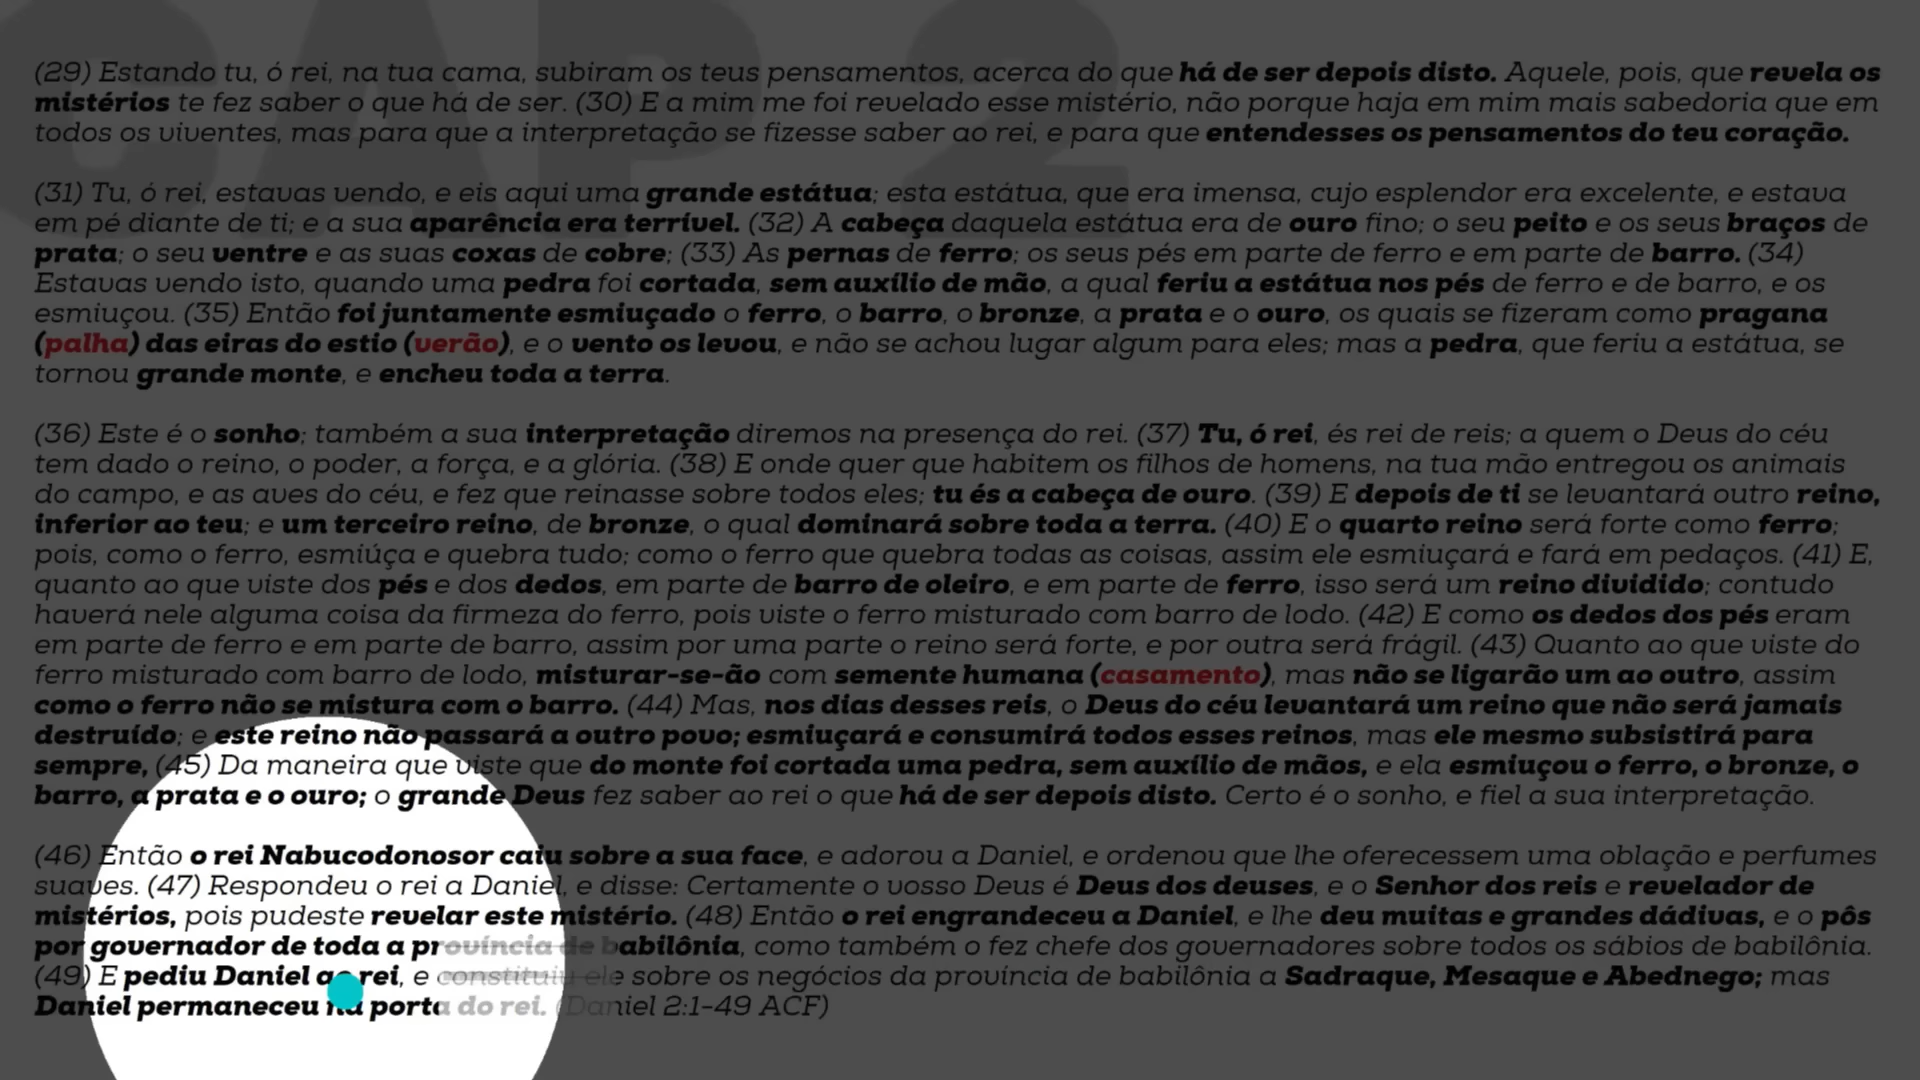 CAP 2
(29) Estando tu, ó rei, na tua cama, subiram os teus pensamentos, acerca do que há de ser depois disto. Aquele, pois, que revela os
mistérios te fez saber o que há de ser. (30) E a mim me foi revelado esse mistério, não porque haja em mim mais sabedoria que em
todos os viventes, mas para que a interpretação se fizesse saber ao rei, e para que entendesses os pensamentos do teu coração.
(31) Tu, ó rei, estavas vendo, e eis aqui uma grande estátua; esta estátua, que era imensa, cujo esplendor era excelente, e estava
em pé diante de ti; e a sua aparência era terrível. (32) A cabeça daquela estátua era de ouro fino; o seu peito e os seus braços de
prata; o seu ventre e as suas coxas de cobre; (33) As pernas de ferro; os seus pés em parte de ferro e em parte de barro. (34)
Estavas vendo isto, quando uma pedra foi cortada, sem auxílio de mão, a qual feriu a estátua nos pés de ferro e de barro, e os
esmiuçou. (35) Então foi juntamente esmiuçado o ferro, o barro, o bronze, a prata e o ouro, os quais se fizeram como pragana
(palha) das eiras do estio (verão), e o vento os levou, e não se achou lugar algum para eles; mas a pedra, que feriu a estátua, se
tornou grande monte, e encheu toda a terra.
(36) Este é o sonho; também a sua interpretação diremos na presença do rei. (37) Tu, ó rei, és rei de reis; a quem o Deus do céu
tem dado o reino, o poder, a força, e a glória. (38) E onde quer que habitem os filhos de homens, na tua mão entregou os animais
do campo, e as aves do céu, e fez que reinasse sobre todos eles; tu és a cabeça de ouro. (39) E depois de ti se levantará outro reino,
inferior ao teu; e um terceiro reino, de bronze, o qual dominará sobre toda a terra. (40) E o quarto reino será forte como ferro;
pois, como o ferro, esmiúça e quebra tudo; como o ferro que quebra todas as coisas, assim ele esmiuçará e fará em pedaços. (41) E,
quanto ao que viste dos pés e dos dedos, em parte de barro de oleiro, e em parte de ferro, isso será um reino dividido; contudo
haverá nele alguma coisa da firmeza do ferro, pois viste o ferro misturado com barro de lodo. (42) E como os dedos dos pés eram
em parte de ferro e em parte de barro, assim por uma parte o reino será forte, e por outra será frágil. (43) Quanto ao que viste do
ferro misturado com barro de lodo, misturar-se-ão com semente humana (casamento), mas não se ligarão um ao outro, assim
como o ferro não se mistura com o barro. (44) Mas, nos dias desses reis, o Deus do céu levantará um reino que não será jamais
destruído; e este reino não passará a outro povo; esmiuçará e consumirá todos esses reinos, mas ele mesmo subsistirá para
sempre, (45) Da maneira que viste que do monte foi cortada uma pedra, sem auxílio de mãos, e ela esmiuçou o ferro, o bronze, o
barro, a prata e o ouro; o grande Deus fez saber ao rei o que há de ser depois disto. Certo é o sonho, e fiel a sua interpretação.
(46) Então o rei Nabucodonosor caiu sobre a sua face, e adorou a Daniel, e ordenou que lhe oferecessem uma oblação e perfumes
suaves. (47) Respondeu o rei a Daniel, e disse: Certamente o vosso Deus é Deus dos deuses, e o Senhor dos reis e revelador de
mistérios, pois pudeste revelar este mistério. (48) Então o rei engrandeceu a Daniel, e lhe deu muitas e grandes dádivas, e o pôs
por governador de toda a província de babilônia, como também o fez chefe dos governadores sobre todos os sábios de babilônia.
(49) E pediu Daniel ao rei, e constituiu ele sobre os negócios da província de babilônia a Sadraque, Mesaque e Abednego; mas
Daniel permaneceu na porta do rei. (Daniel 2:1-49 ACF)